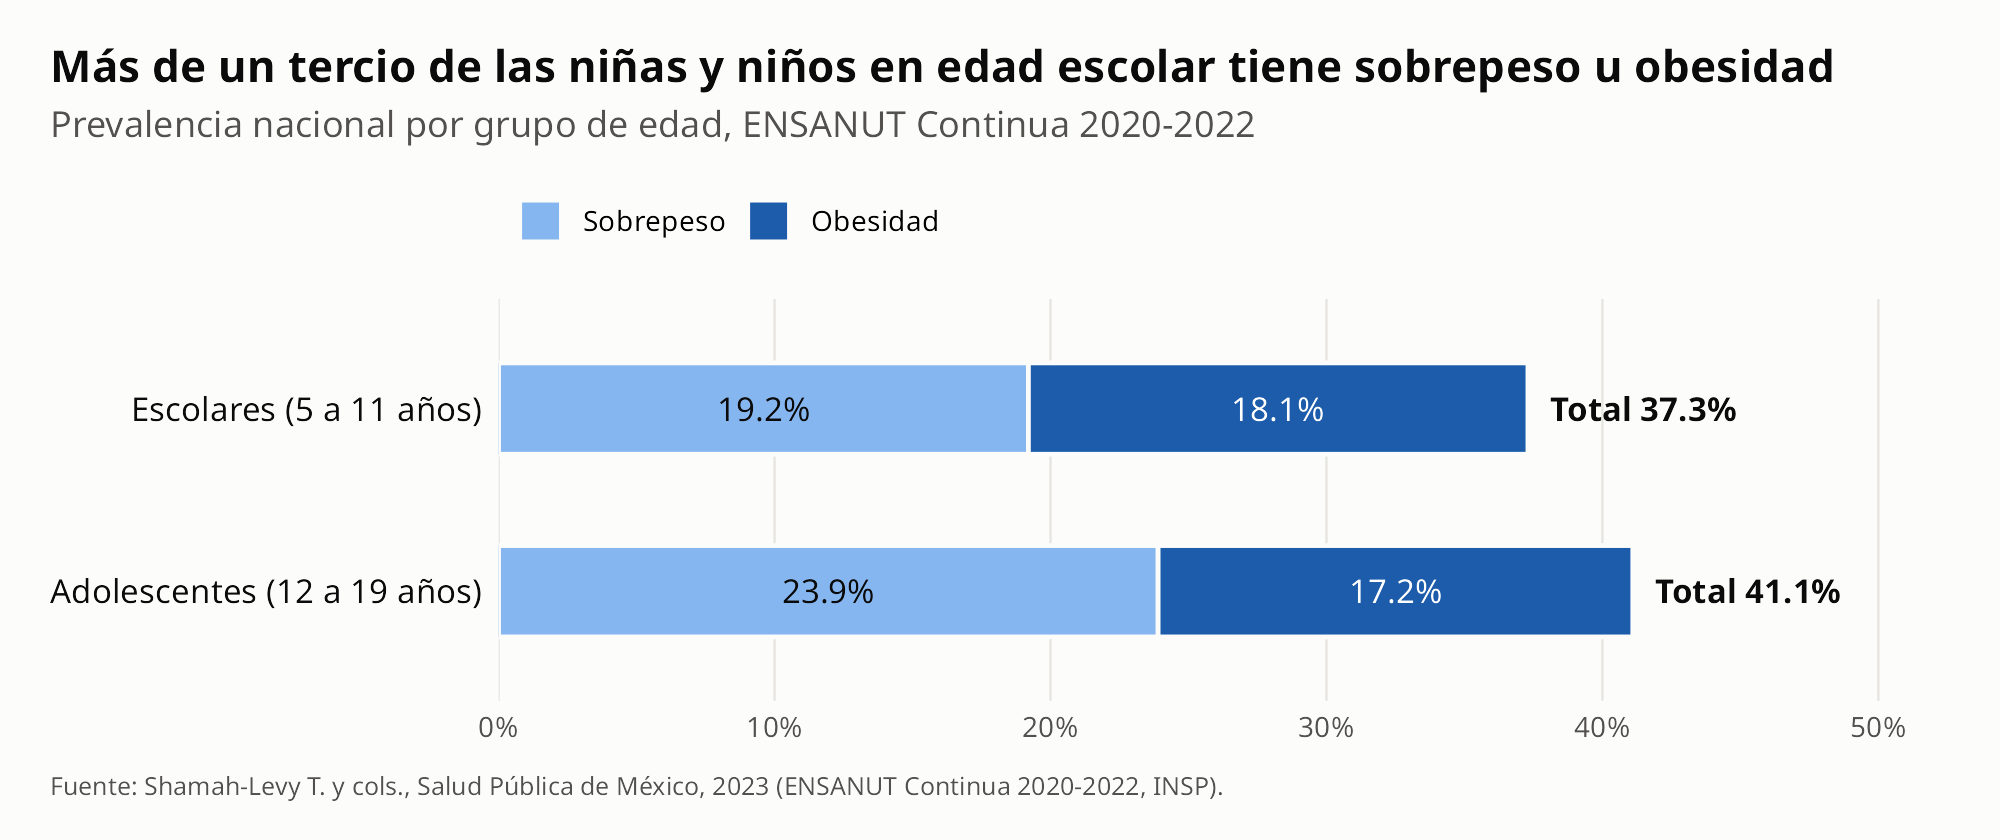 Más de un tercio de las niñas y niños en edad escolar tiene sobrepeso u obesidad
Prevalencia nacional por grupo de edad, ENSANUT Continua 2020-2022
Sobrepeso Obesidad
Escolares (5 a 11 años) 19.2% 18.1% Total 37.3%
Adolescentes (12 a 19 años) 23.9% 17.2% Total 41.1%
0% 10% 20% 30% 40% 50%
Fuente: Shamah-Levy T. y cols., Salud Pública de México, 2023 (ENSANUT Continua 2020-2022, INSP).